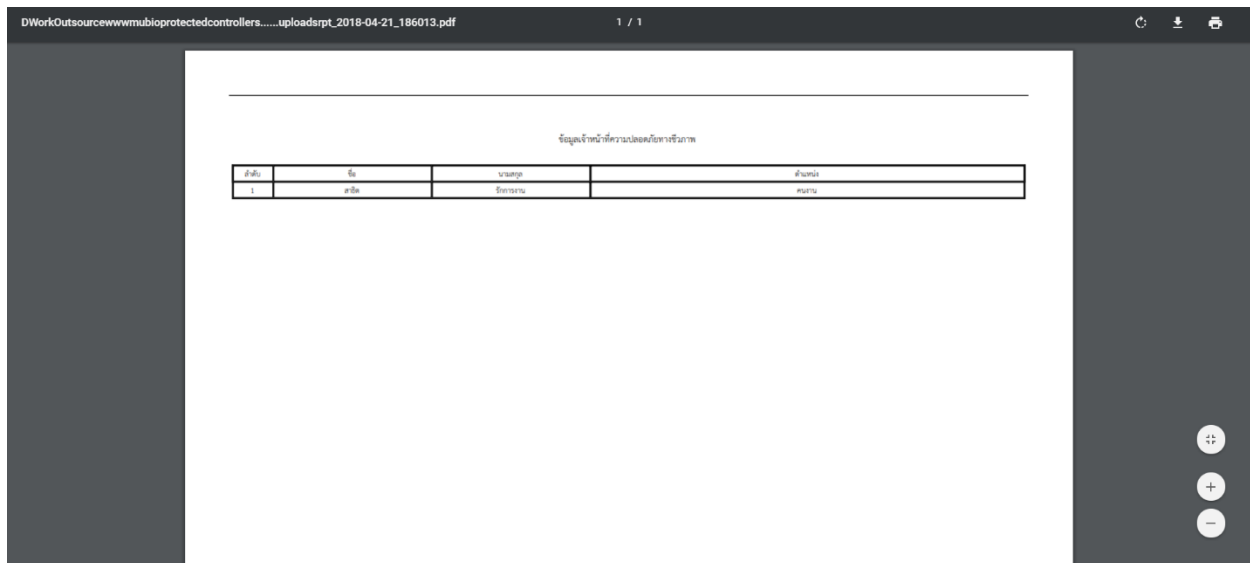 DWorkOutsourcewwwmubioprotectedcontrollers......uploadsrpt_2018-04-21_186013.pdf 1 / 1
ข้อมูลเจ้าหน้าที่ความปลอดภัยทางชีวภาพ
ลำดับ ชื่อ นามสกุล ตำแหน่ง
1 สาธิต รักการงาน คนงาน